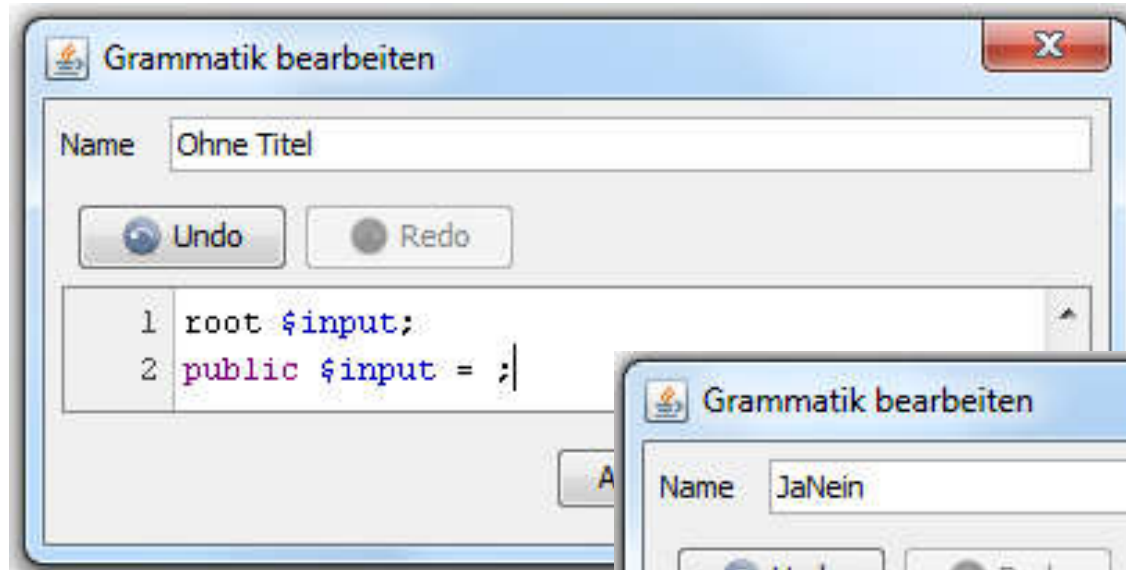 Grammatik bearbeiten
Name Ohne Titel
Undo Redo
1 root $input;
2 public $input = ;
A
Grammatik bearbeiten
Name JaNein